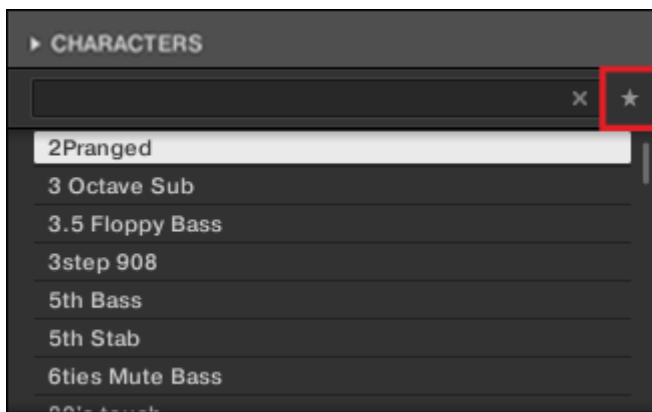 CHARACTERS
2Pranged
3 Octave Sub
3.5 Floppy Bass
3step 908
5th Bass
5th Stab
6ties Mute Bass